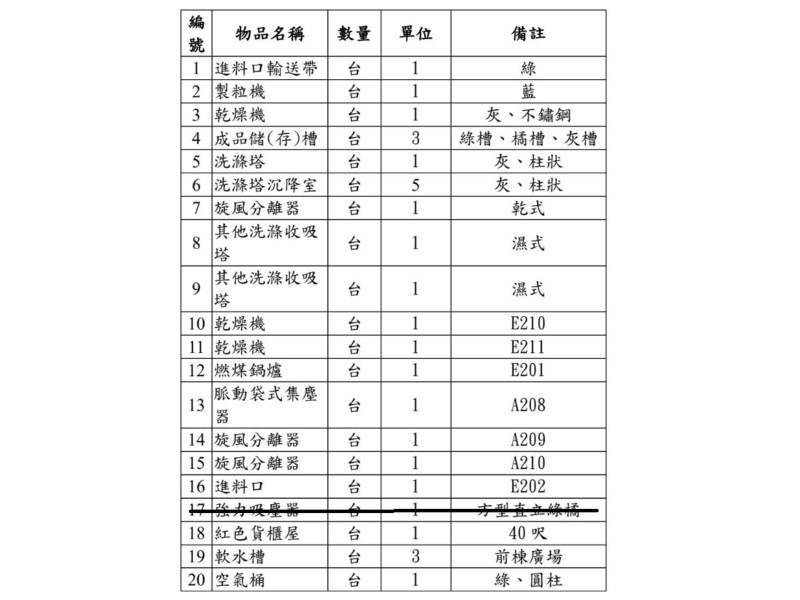 編號 物品名稱 數量 單位 備註
1 進料口輸送帶 台 1 綠
2 製粒機 台 1 藍
3 乾燥機 台 1 灰、不鏽鋼
4 成品儲(存)槽 台 3 綠槽、橘槽、灰槽
5 洗滌塔 台 1 灰、柱狀
6 洗滌塔沉降室 台 5 灰、柱狀
7 旋風分離器 台 1 乾式
8 其他洗滌收吸塔 台 1 濕式
9 其他洗滌收吸塔 台 1 濕式
10 乾燥機 台 1 E210
11 乾燥機 台 1 E211
12 燃煤鍋爐 台 1 E201
13 脈動袋式集塵器 台 1 A208
14 旋風分離器 台 1 A209
15 旋風分離器 台 1 A210
16 進料口 台 1 E202
17 強力吸塵器 台 1 方型直立綠橘
18 紅色貨櫃屋 台 1 40 呎
19 軟水槽 台 3 前棟廣場
20 空氣桶 台 1 綠、圓柱